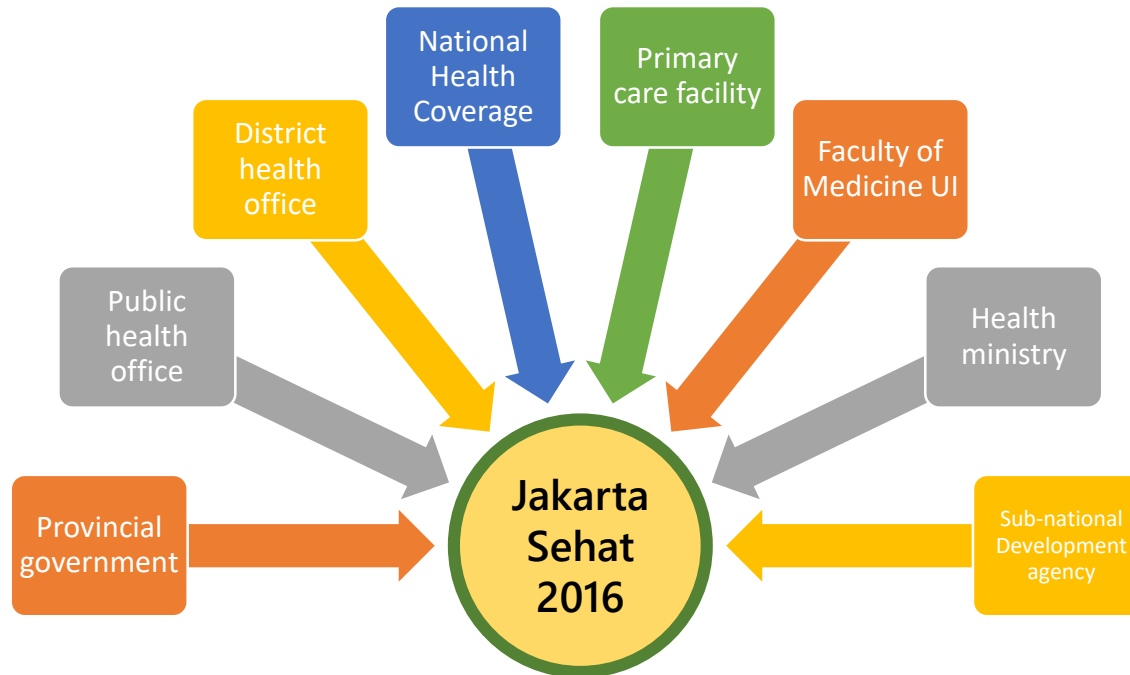 National
Health
Coverage
Primary
care facility
District
health
office
Faculty of
Medicine UI
Public
health
office
Health
ministry
Provincial
government
Jakarta
Sehat
2016
Sub-national
Development
agency